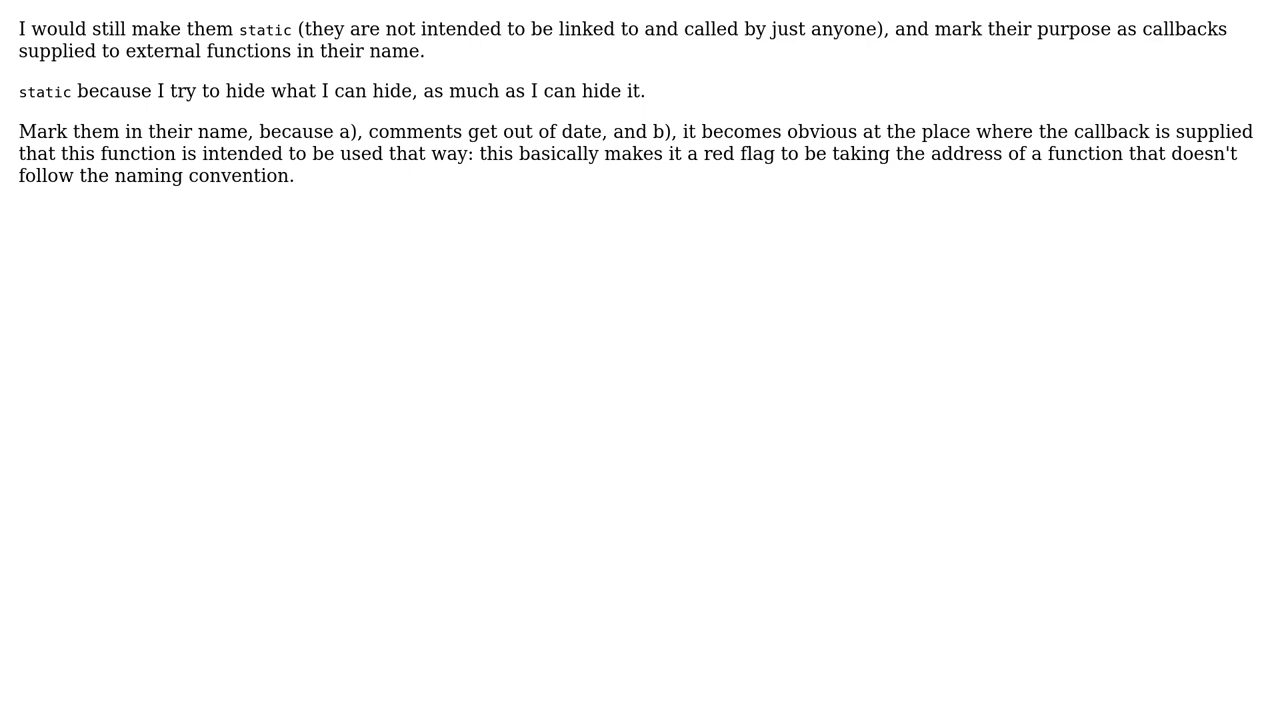 I would still make them static (they are not intended to be linked to and called by just anyone), and mark their purpose as callbacks
supplied to external functions in their name.
static because I try to hide what I can hide, as much as I can hide it.
Mark them in their name, because a), comments get out of date, and b), it becomes obvious at the place where the callback is supplied
that this function is intended to be used that way: this basically makes it a red flag to be taking the address of a function that doesn't
follow the naming convention.